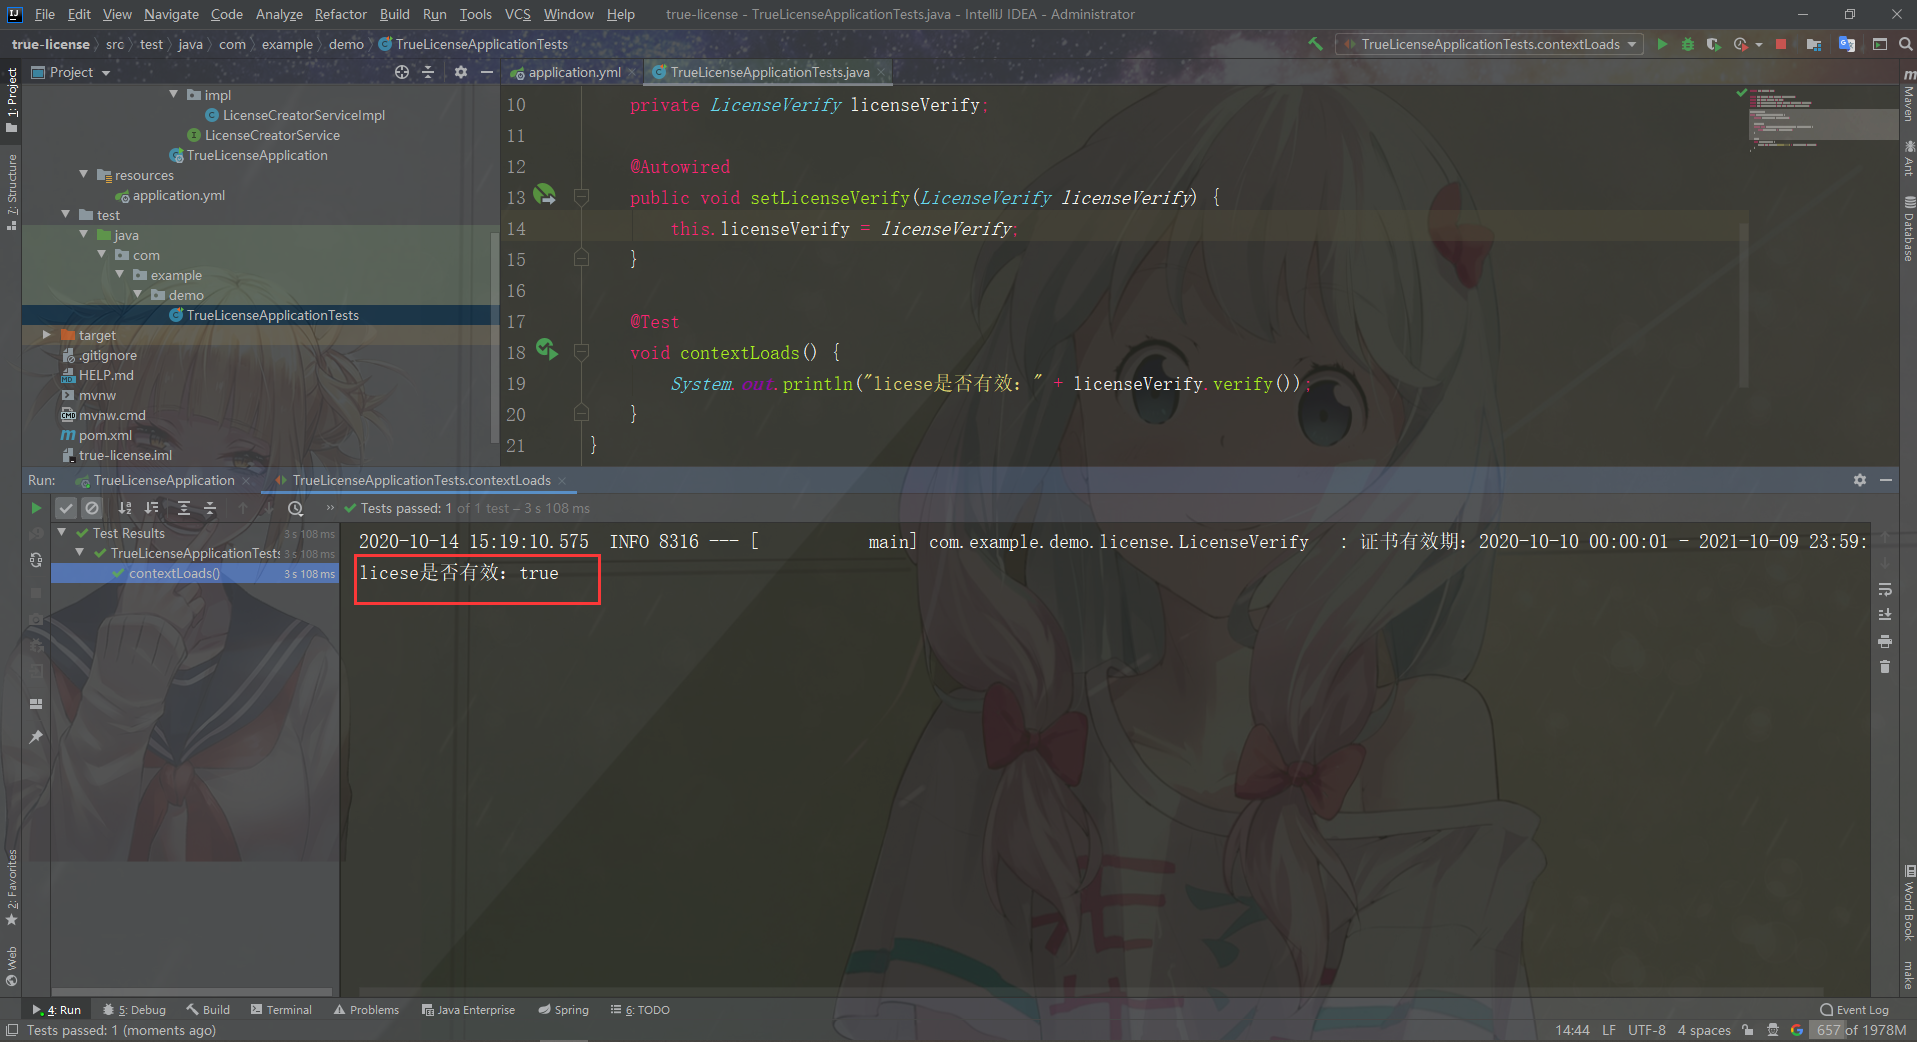 File Edit View Navigate Code Analyze Refactor Build Run Tools VCS Window Help true-license - TrueLicenseApplicationTests.java - IntelliJ IDEA - Administrator
true-license src test java com example demo TrueLicenseApplicationTests TrueLicenseApplicationTests.contextLoads
Project application.yml TrueLicenseApplicationTests.java
impl
LicenseCreatorServiceImpl
LicenseCreatorService
TrueLicenseApplication
resources
application.yml
test
java
com
example
demo
TrueLicenseApplicationTests
target
.gitignore
HELP.md
mvnw
mvnw.cmd
pom.xml
true-license.iml
10 private LicenseVerify licenseVerify;
11
12 @Autowired
13 public void setLicenseVerify(LicenseVerify licenseVerify) {
14 this.licenseVerify = licenseVerify;
15 }
16
17 @Test
18 void contextLoads() {
19 System.out.println("licese是否有效：" + licenseVerify.verify());
20 }
21 }
1: Project
7: Structure
2: Favorites
Web
Maven
Ant
Database
Word Book
make
Run: TrueLicenseApplication TrueLicenseApplicationTests.contextLoads
Tests passed: 1 of 1 test – 3 s 108 ms
Test Results 3 s 108 ms
TrueLicenseApplicationTests 3 s 108 ms
contextLoads() 3 s 108 ms
2020-10-14 15:19:10.575 INFO 8316 --- [ main] com.example.demo.license.LicenseVerify : 证书有效期：2020-10-10 00:00:01 - 2021-10-09 23:59:
licese是否有效：true
4: Run 5: Debug Build Terminal Problems Java Enterprise Spring 6: TODO Event Log
Tests passed: 1 (moments ago) 14:44 LF UTF-8 4 spaces 657 of 1978M